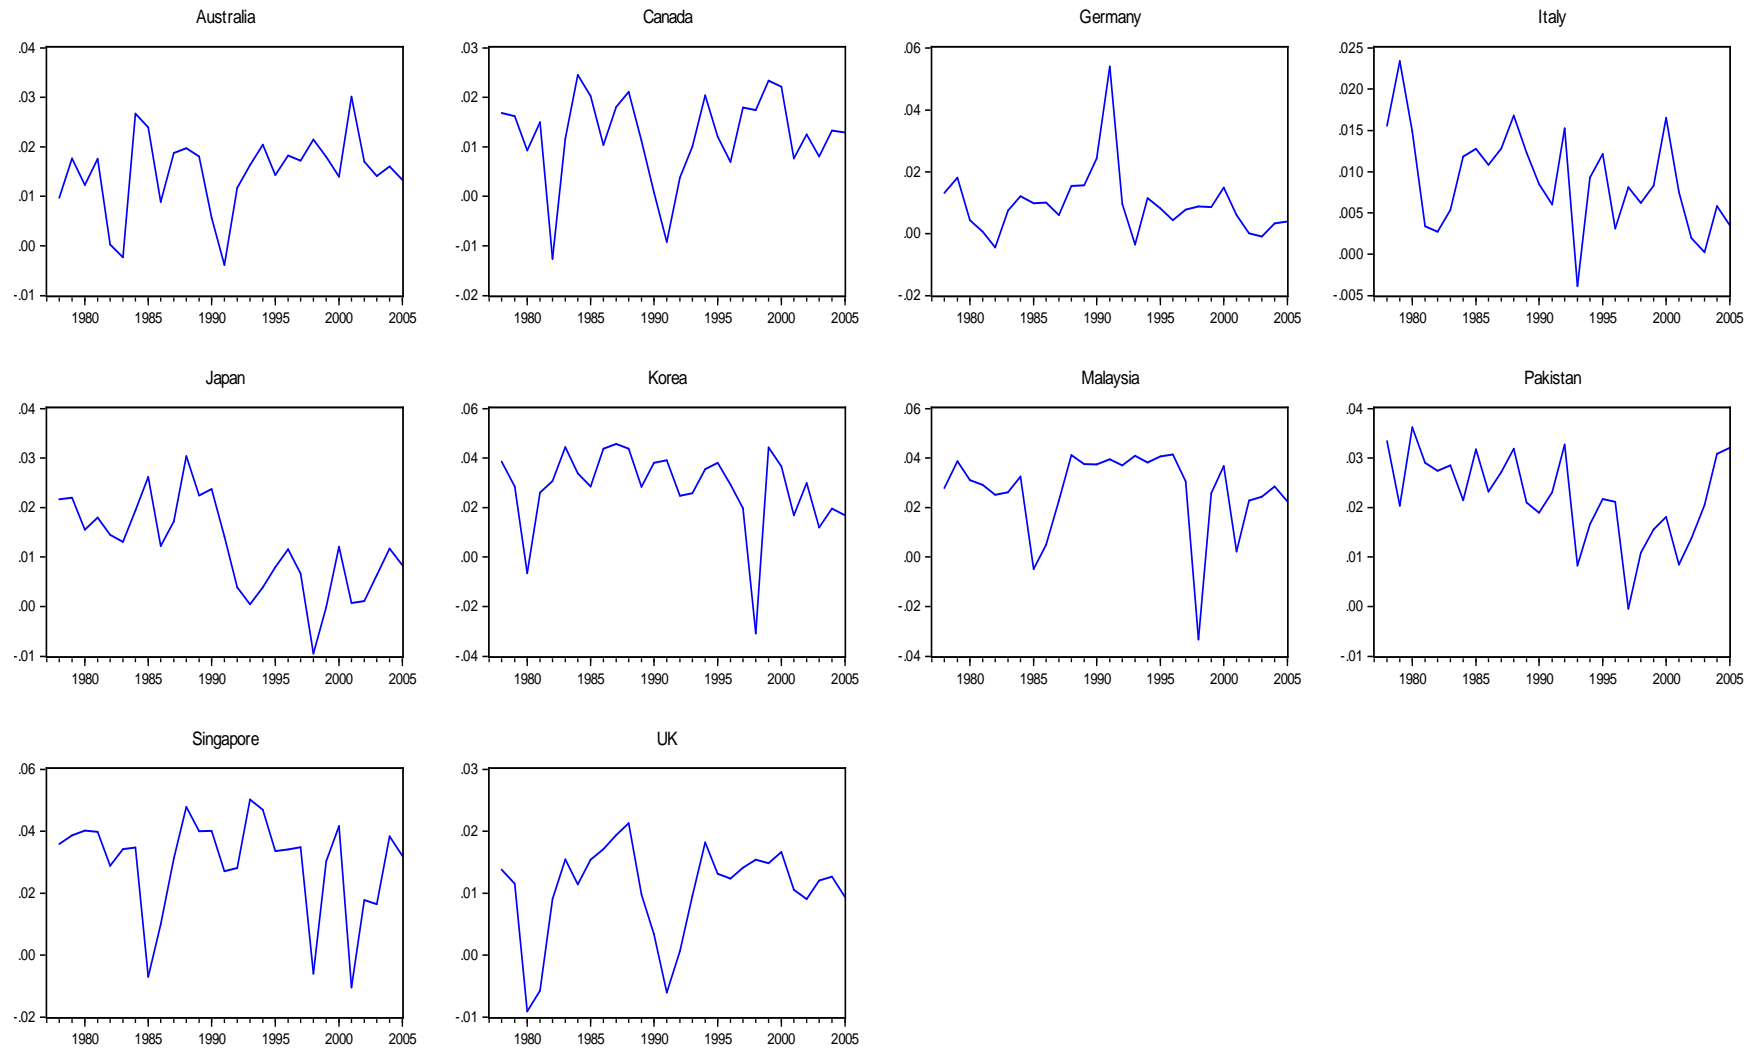 Australia Canada Germany Italy
.04 .03 .06 .025
.03 .02 .04 .020
.02 .01 .02 .015
.01 .00 .00 .010
.00 -.01 -.02 .005
-.01 -.02 .000
-.005
1980 1985 1990 1995 2000 2005 1980 1985 1990 1995 2000 2005 1980 1985 1990 1995 2000 2005 1980 1985 1990 1995 2000 2005
Japan Korea Malaysia Pakistan
.04 .06 .06 .04
.03 .04 .04 .03
.02 .02 .02 .02
.01 .00 .00 .01
.00 -.02 -.02 .00
-.01 -.04 -.04 -.01
1980 1985 1990 1995 2000 2005 1980 1985 1990 1995 2000 2005 1980 1985 1990 1995 2000 2005 1980 1985 1990 1995 2000 2005
Singapore UK
.06 .03
.04 .02
.02 .01
.00 .00
-.02 -.01
1980 1985 1990 1995 2000 2005 1980 1985 1990 1995 2000 2005